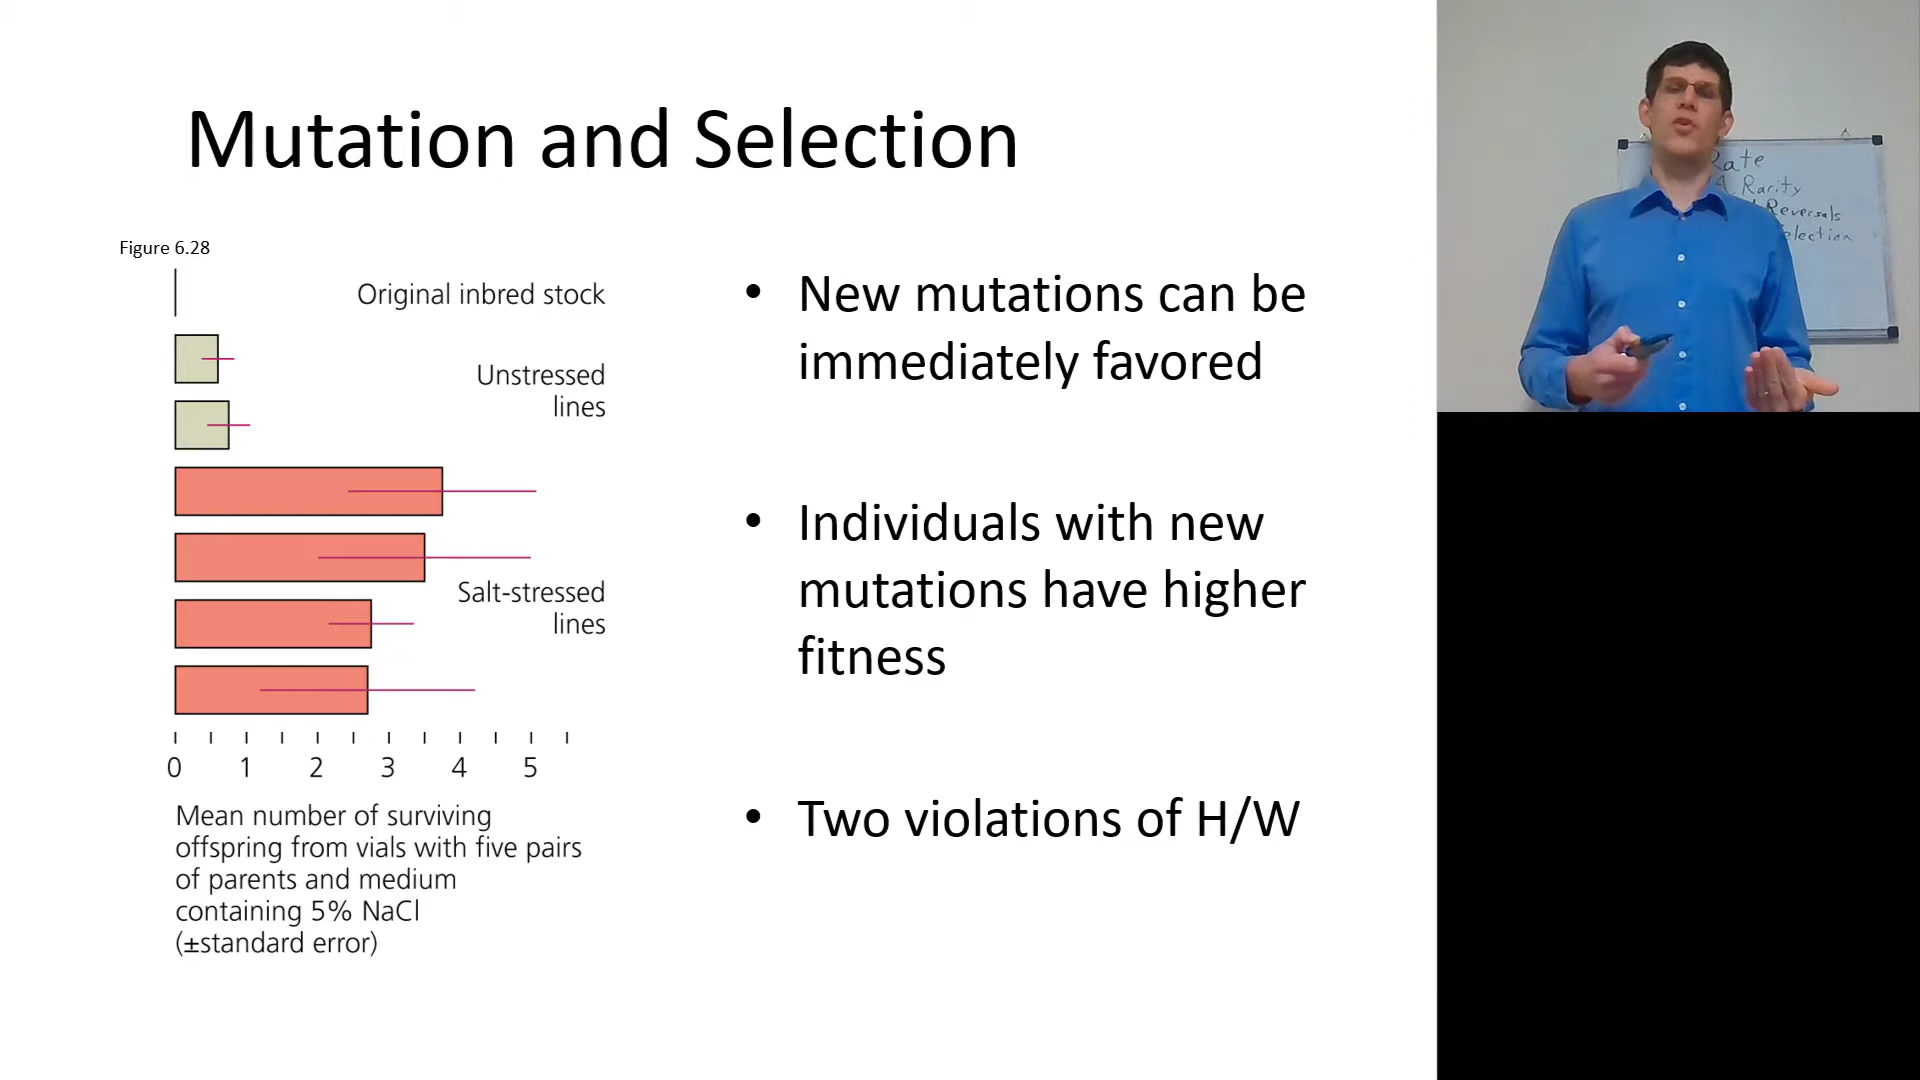 Mutation and Selection
Figure 6.28
Original inbred stock
Unstressed
lines
Salt-stressed
lines
0 1 2 3 4 5
Mean number of surviving
offspring from vials with five pairs
of parents and medium
containing 5% NaCl
(±standard error)
• New mutations can be
immediately favored
• Individuals with new
mutations have higher
fitness
• Two violations of H/W
Rate
Rarity
Reversals